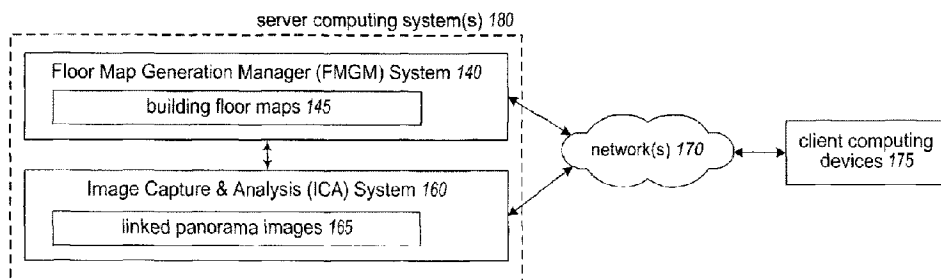 server computing system(s) 180
Floor Map Generation Manager (FMGM) System 140
building floor maps 145
Image Capture & Analysis (ICA) System 160
linked panorama images 165
network(s) 170
client computing
devices 175